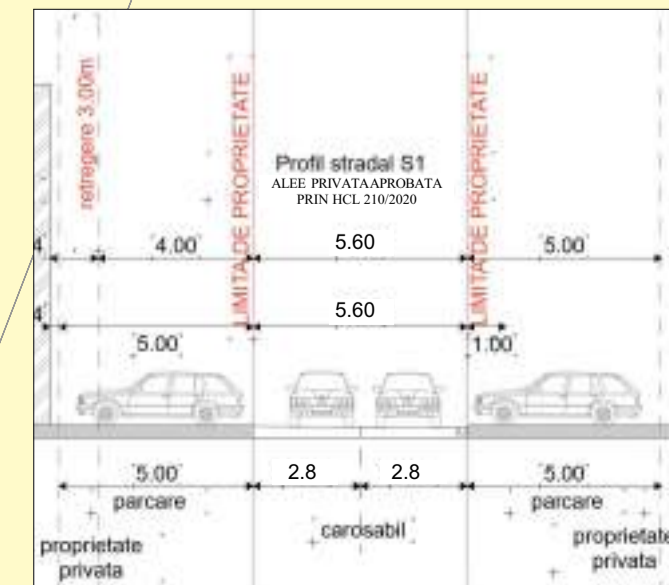 retregere 3.00m
LIMITA DE PROPRIETATE
LIMITA DE PROPRIETATE
Profil stradal S1
ALEE PRIVATA APROBATA
PRIN HCL 210/2020
4.00 5.60 5.00
5.60
5.00 1.00
5.00 2.8 2.8 5.00
parcare parcare
carosabil
proprietate
privata
proprietate
privata